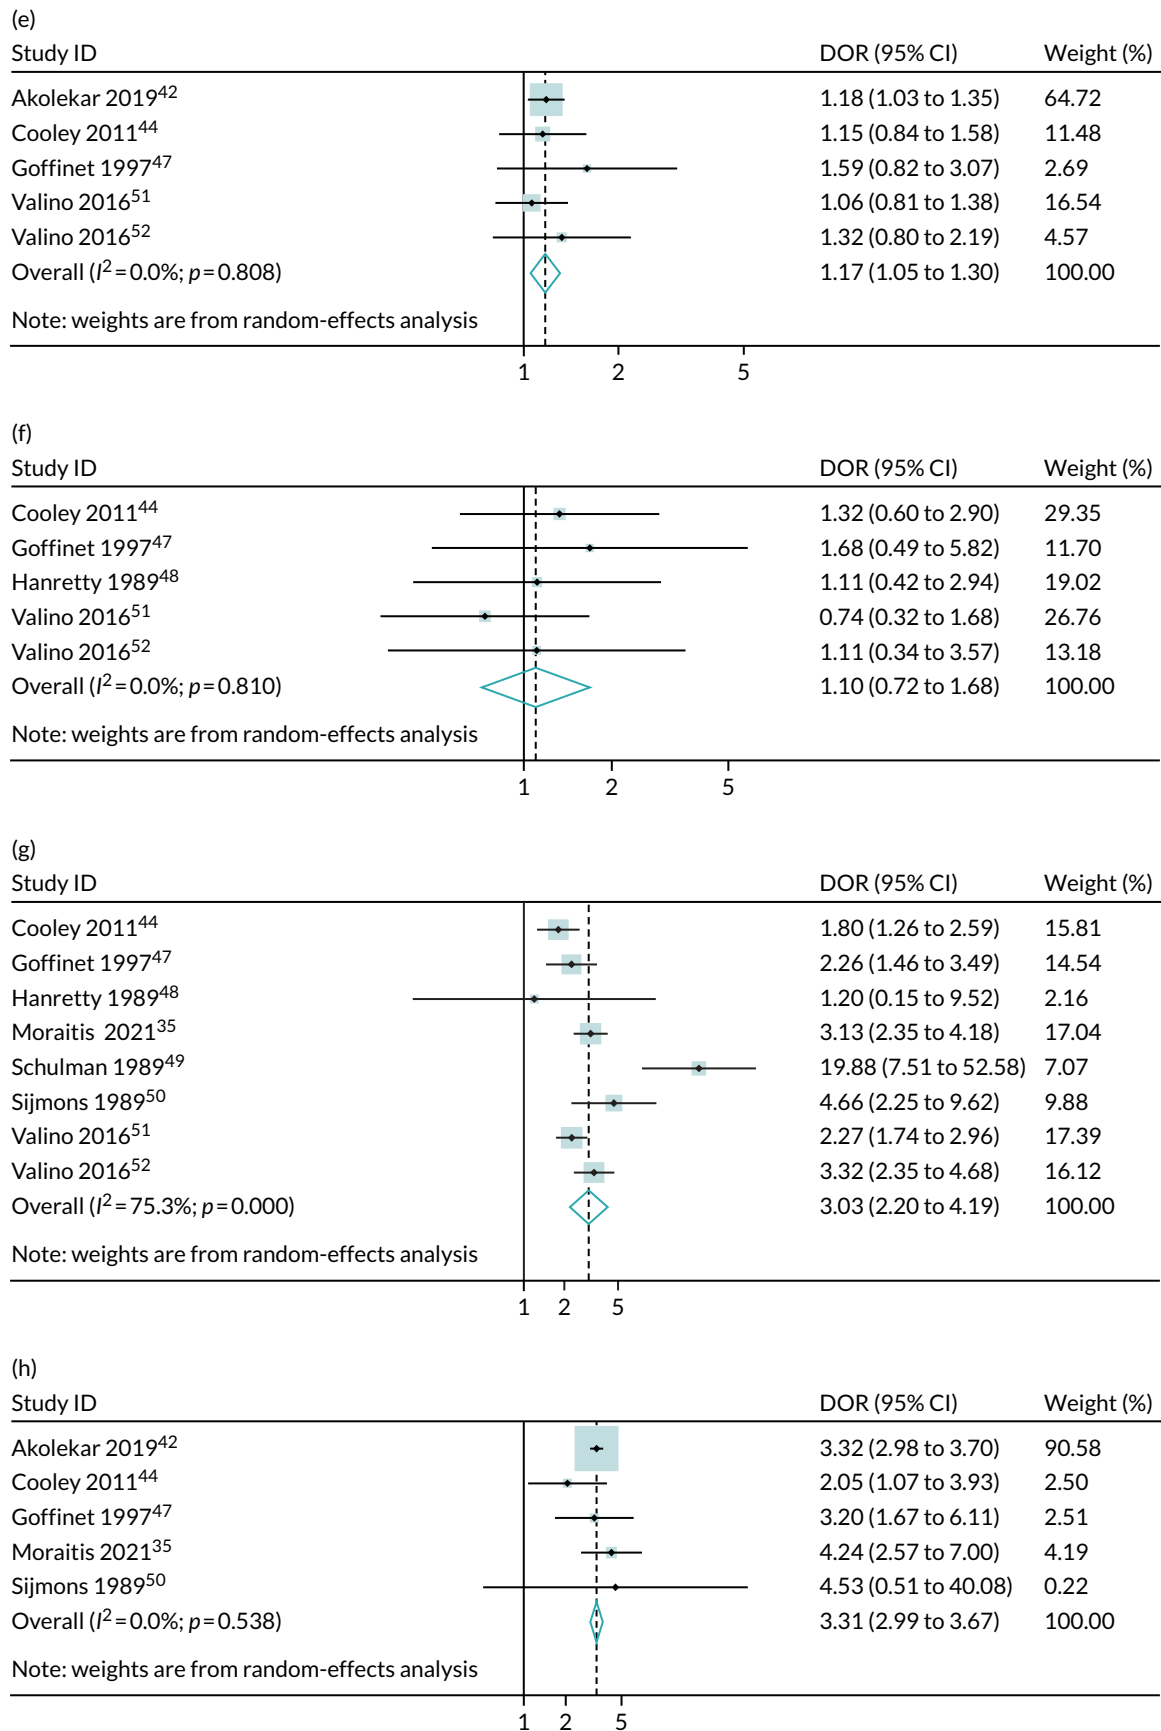 (e)
Study ID DOR (95% CI) Weight (%)
Akolekar 2019⁴² 1.18 (1.03 to 1.35) 64.72
Cooley 2011⁴⁴ 1.15 (0.84 to 1.58) 11.48
Goffinet 1997⁴⁷ 1.59 (0.82 to 3.07) 2.69
Valino 2016⁵¹ 1.06 (0.81 to 1.38) 16.54
Valino 2016⁵² 1.32 (0.80 to 2.19) 4.57
Overall (I² = 0.0%; p = 0.808) 1.17 (1.05 to 1.30) 100.00
Note: weights are from random-effects analysis
1 2 5
(f)
Study ID DOR (95% CI) Weight (%)
Cooley 2011⁴⁴ 1.32 (0.60 to 2.90) 29.35
Goffinet 1997⁴⁷ 1.68 (0.49 to 5.82) 11.70
Hanretty 1989⁴⁸ 1.11 (0.42 to 2.94) 19.02
Valino 2016⁵¹ 0.74 (0.32 to 1.68) 26.76
Valino 2016⁵² 1.11 (0.34 to 3.57) 13.18
Overall (I² = 0.0%; p = 0.810) 1.10 (0.72 to 1.68) 100.00
Note: weights are from random-effects analysis
1 2 5
(g)
Study ID DOR (95% CI) Weight (%)
Cooley 2011⁴⁴ 1.80 (1.26 to 2.59) 15.81
Goffinet 1997⁴⁷ 2.26 (1.46 to 3.49) 14.54
Hanretty 1989⁴⁸ 1.20 (0.15 to 9.52) 2.16
Moraitis 2021³⁵ 3.13 (2.35 to 4.18) 17.04
Schulman 1989⁴⁹ 19.88 (7.51 to 52.58) 7.07
Sijmons 1989⁵⁰ 4.66 (2.25 to 9.62) 9.88
Valino 2016⁵¹ 2.27 (1.74 to 2.96) 17.39
Valino 2016⁵² 3.32 (2.35 to 4.68) 16.12
Overall (I² = 75.3%; p = 0.000) 3.03 (2.20 to 4.19) 100.00
Note: weights are from random-effects analysis
1 2 5
(h)
Study ID DOR (95% CI) Weight (%)
Akolekar 2019⁴² 3.32 (2.98 to 3.70) 90.58
Cooley 2011⁴⁴ 2.05 (1.07 to 3.93) 2.50
Goffinet 1997⁴⁷ 3.20 (1.67 to 6.11) 2.51
Moraitis 2021³⁵ 4.24 (2.57 to 7.00) 4.19
Sijmons 1989⁵⁰ 4.53 (0.51 to 40.08) 0.22
Overall (I² = 0.0%; p = 0.538) 3.31 (2.99 to 3.67) 100.00
Note: weights are from random-effects analysis
1 2 5